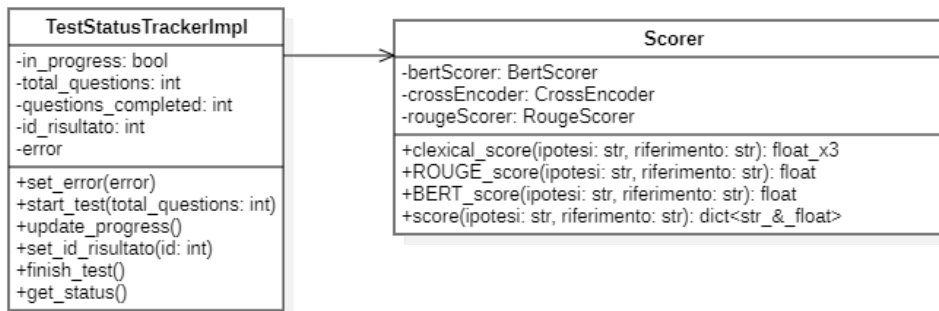 TestStatusTrackerImpl
-in_progress: bool
-total_questions: int
-questions_completed: int
-id_risultato: int
-error
+set_error(error)
+start_test(total_questions: int)
+update_progress()
+set_id_risultato(id: int)
+finish_test()
+get_status()
Scorer
-bertScorer: BertScorer
-crossEncoder: CrossEncoder
-rougeScorer: RougeScorer
+clexical_score(ipotesi: str, riferimento: str): float_x3
+ROUGE_score(ipotesi: str, riferimento: str): float
+BERT_score(ipotesi: str, riferimento: str): float
+score(ipotesi: str, riferimento: str): dict<str_&_float>